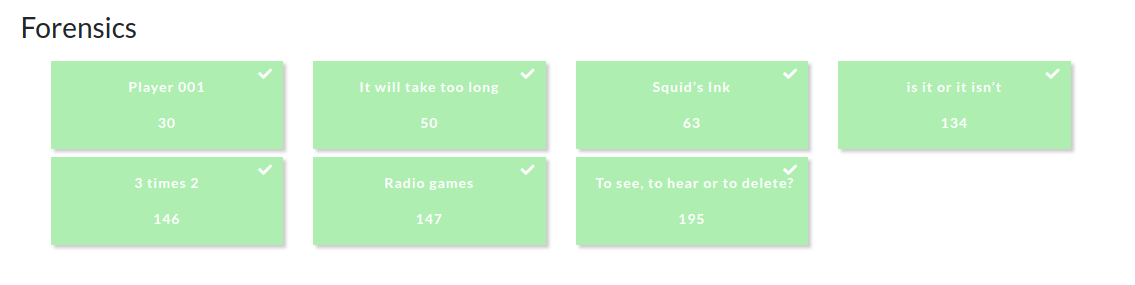 Forensics
Player 001
30
It will take too long
50
Squid's Ink
63
is it or it isn't
134
3 times 2
146
Radio games
147
To see, to hear or to delete?
195